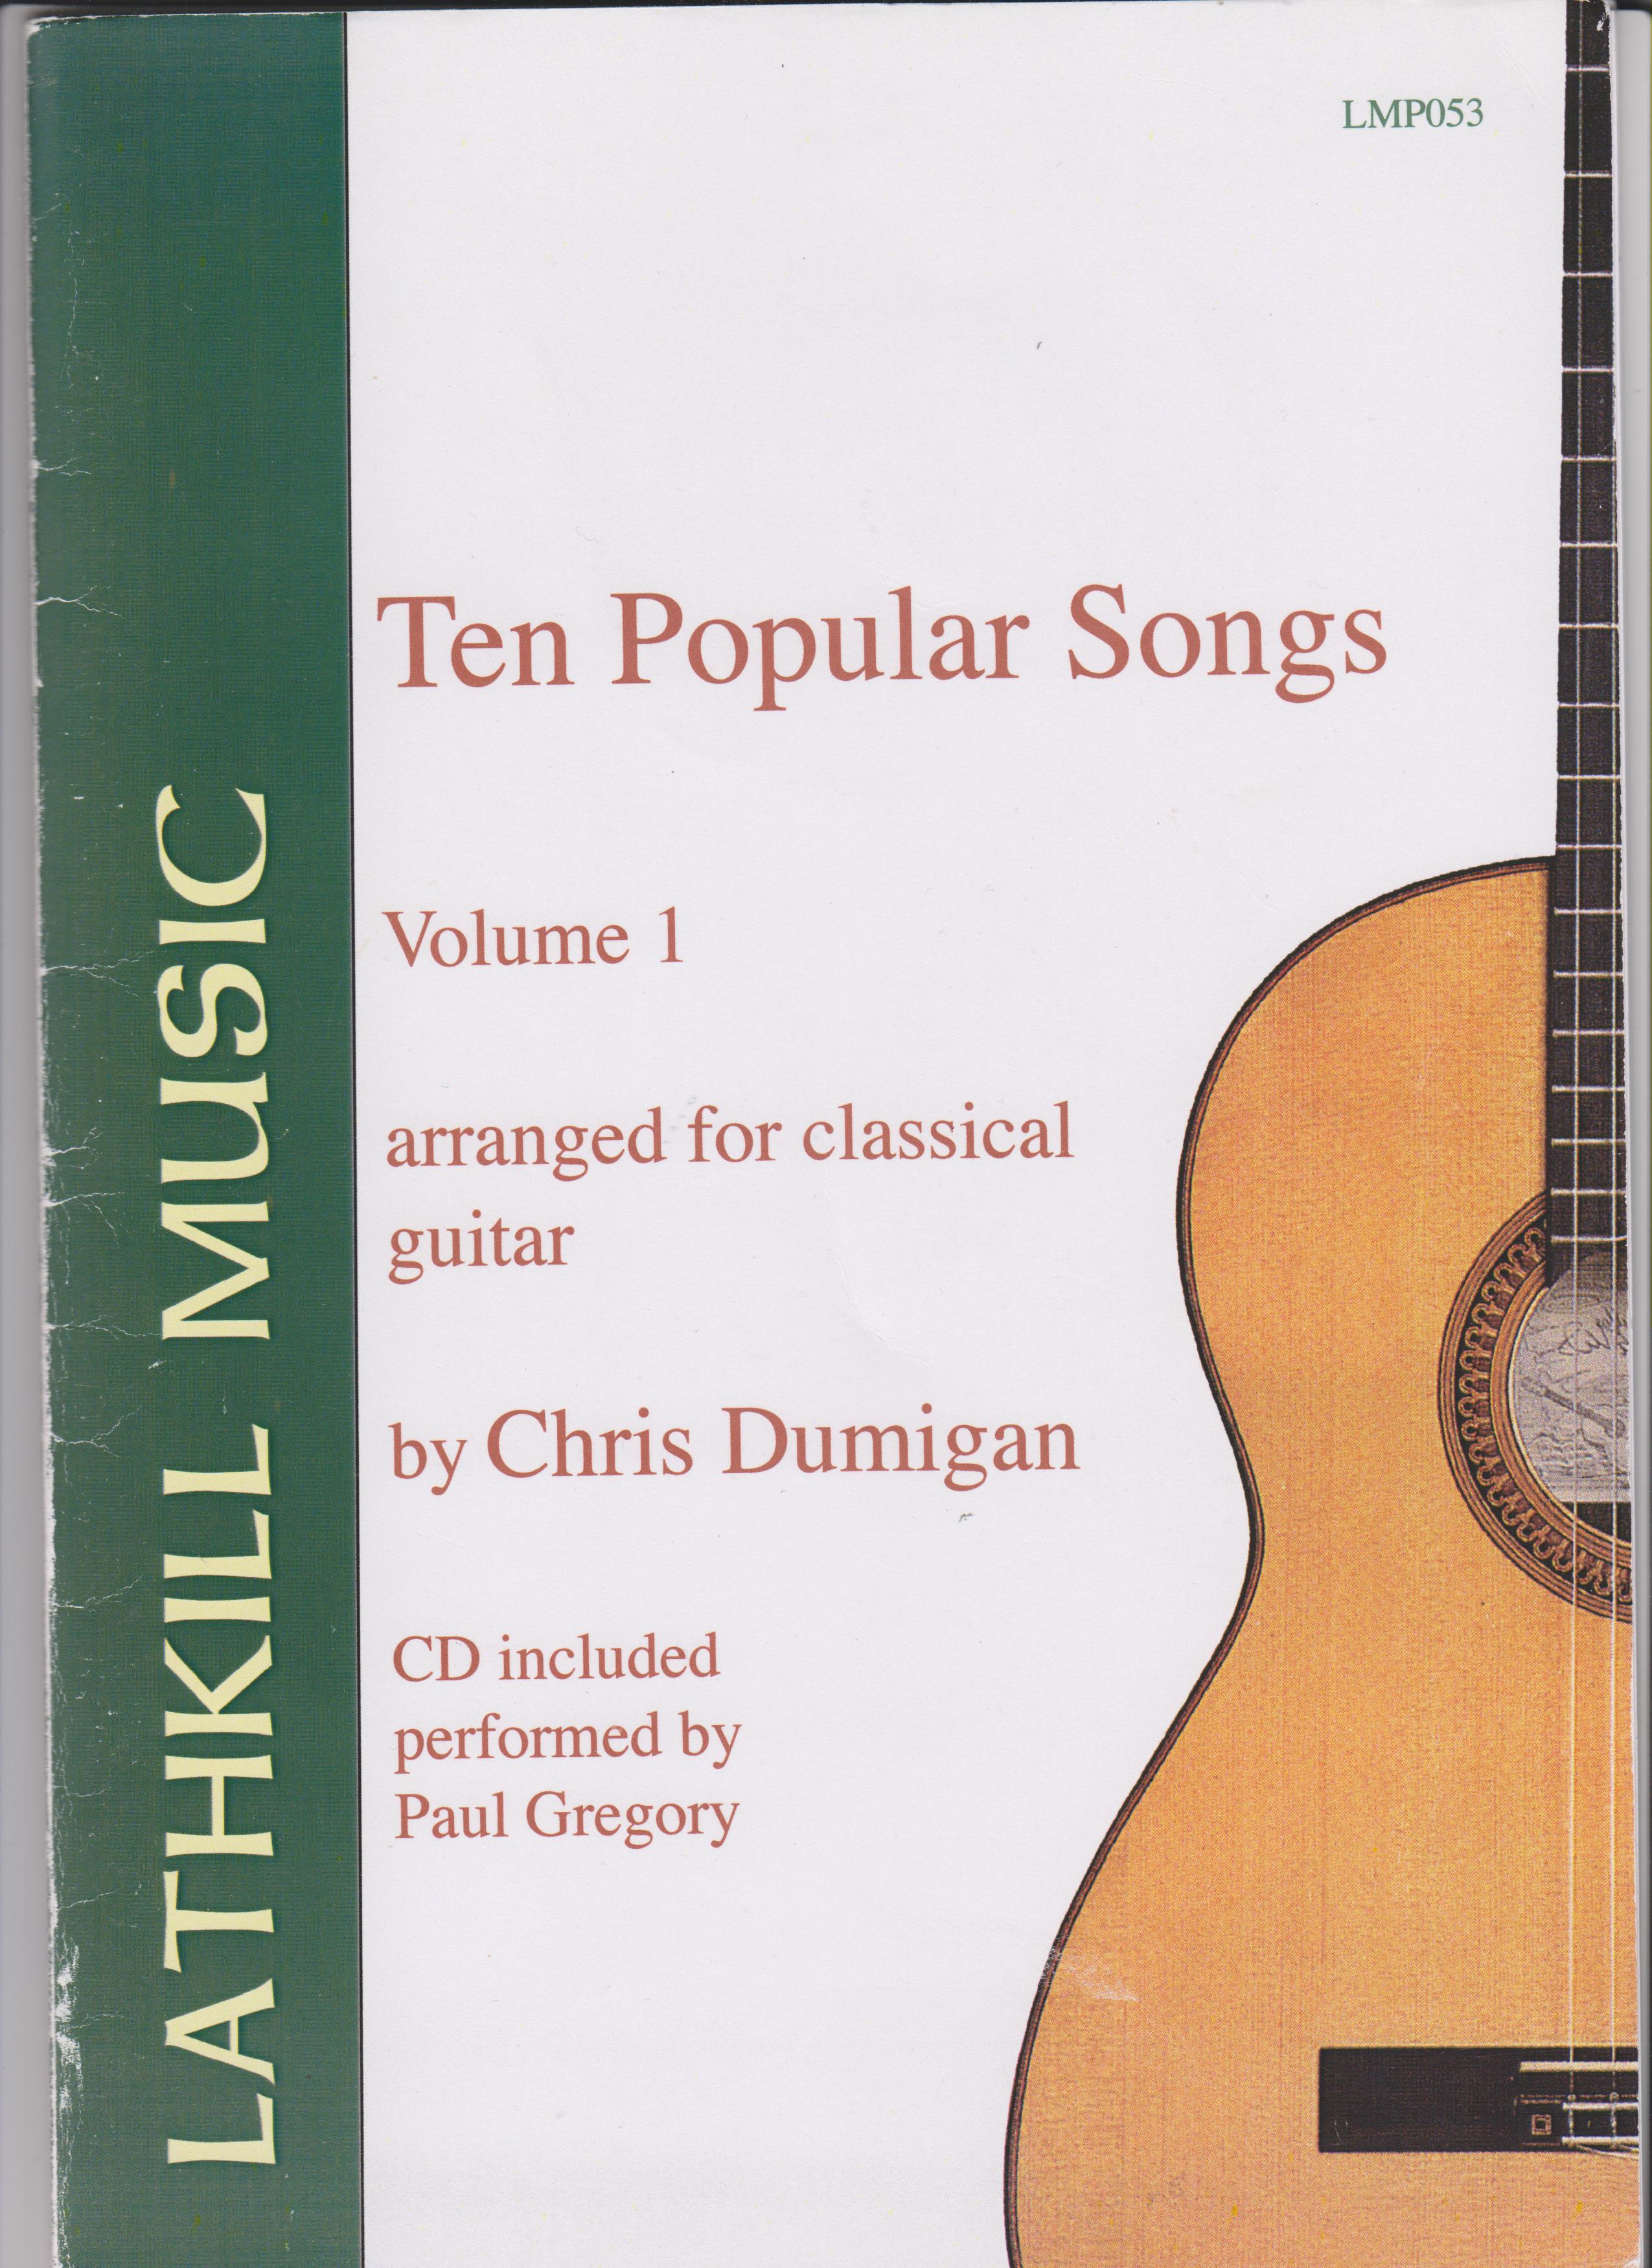 LMP053
Ten Popular Songs
Volume 1
arranged for classical
guitar
by Chris Dumigan
CD included
performed by
Paul Gregory
LATHKILL MUSIC